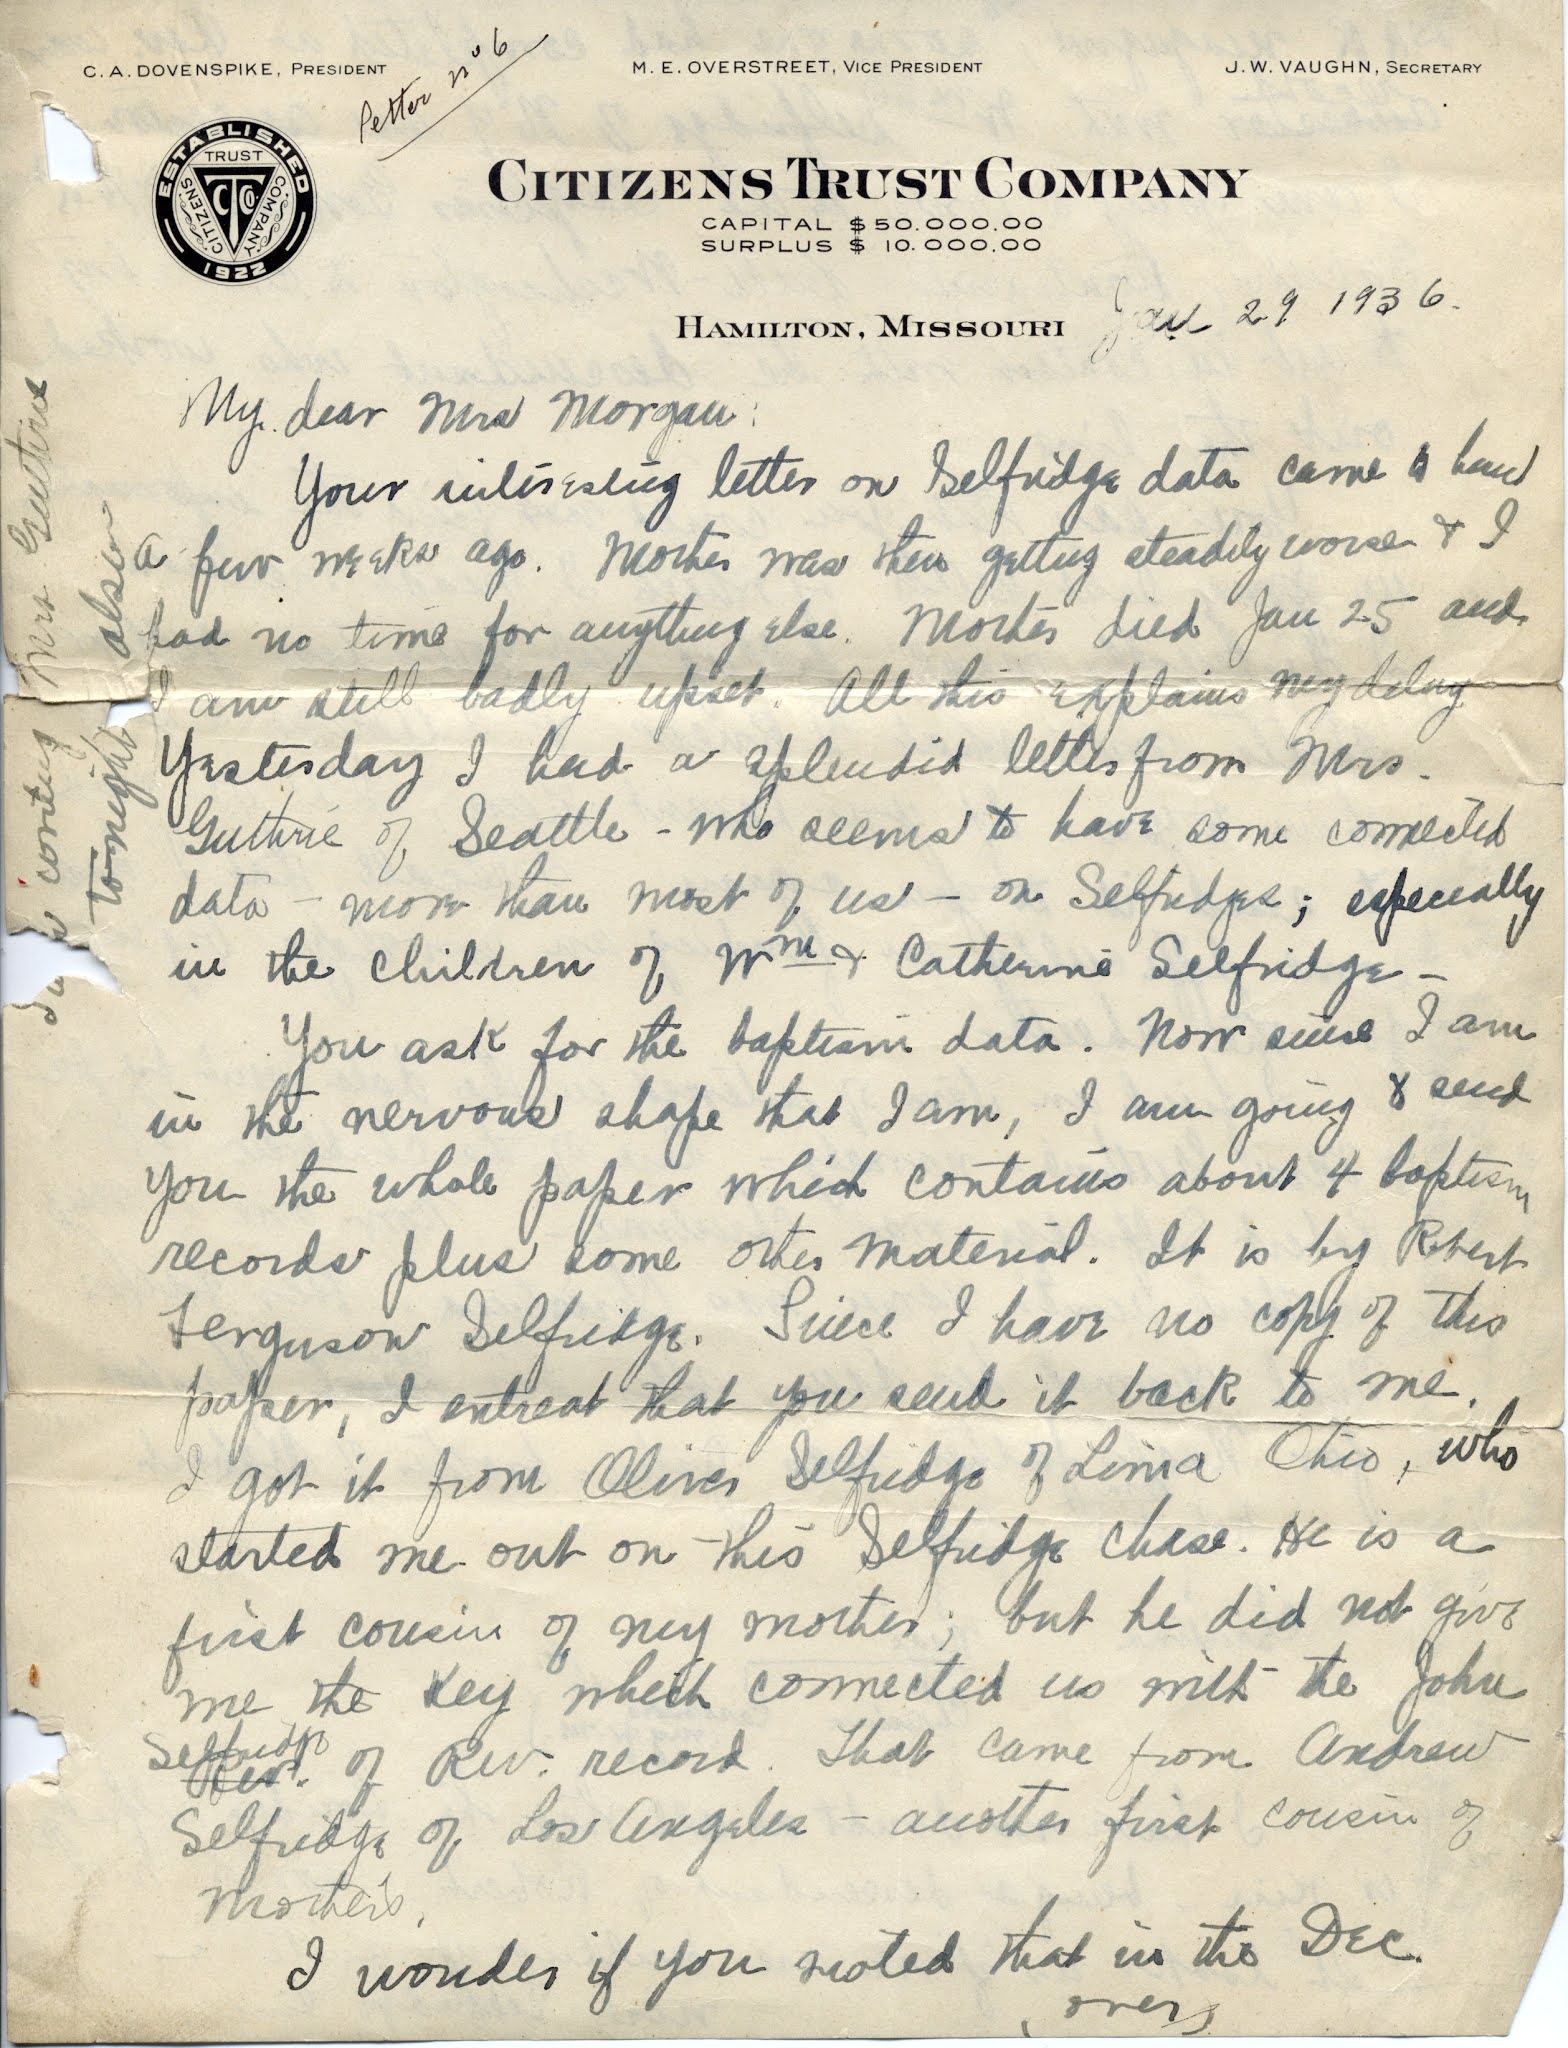 C. A. DOVENSPIKE, PRESIDENT
M. E. OVERSTREET, VICE PRESIDENT
J. W. VAUGHN, SECRETARY
Letter no 6
ESTABLISHED
TRUST
CITIZENS
COMPANY
CTCo
1922
CITIZENS TRUST COMPANY
CAPITAL $50.000.00
SURPLUS $ 10.000.00
HAMILTON, MISSOURI Jan 29 1936.
My dear Mrs Morgan:
Your interesting letter on Selfridge data came to hand
a few weeks ago. Mother was then getting steadily worse & I
had no time for anything else. Mother died Jan 25 and
I am still badly upset. All this explains my delay
Yesterday I had a splendid letter from Mrs.
Guthrie of Seattle - who seems to have some connected
data - more than most of us - on Selfridges; especially
in the children of Wm & Catherine Selfridge -
You ask for the baptism data. Now since I am
in the nervous shape that I am, I am going to send
you the whole paper which contains about 4 baptism
records plus some other material. It is by Robert
Ferguson Selfridge. Since I have no copy of this
paper, I entreat that you send it back to me.
I got it from Oliver Selfridge of Lima Ohio, who
started me out on this Selfridge chase. He is a
first cousin of my mother; but he did not give
me the key which connected us with the John
Selfridge of Rev. record. That came from Andrew
Selfridge of Los Angeles - another first cousin of
Mother's.
I wonder if you noted that in the Dec.
(over)
writing Mrs Guthrie
also
tonight